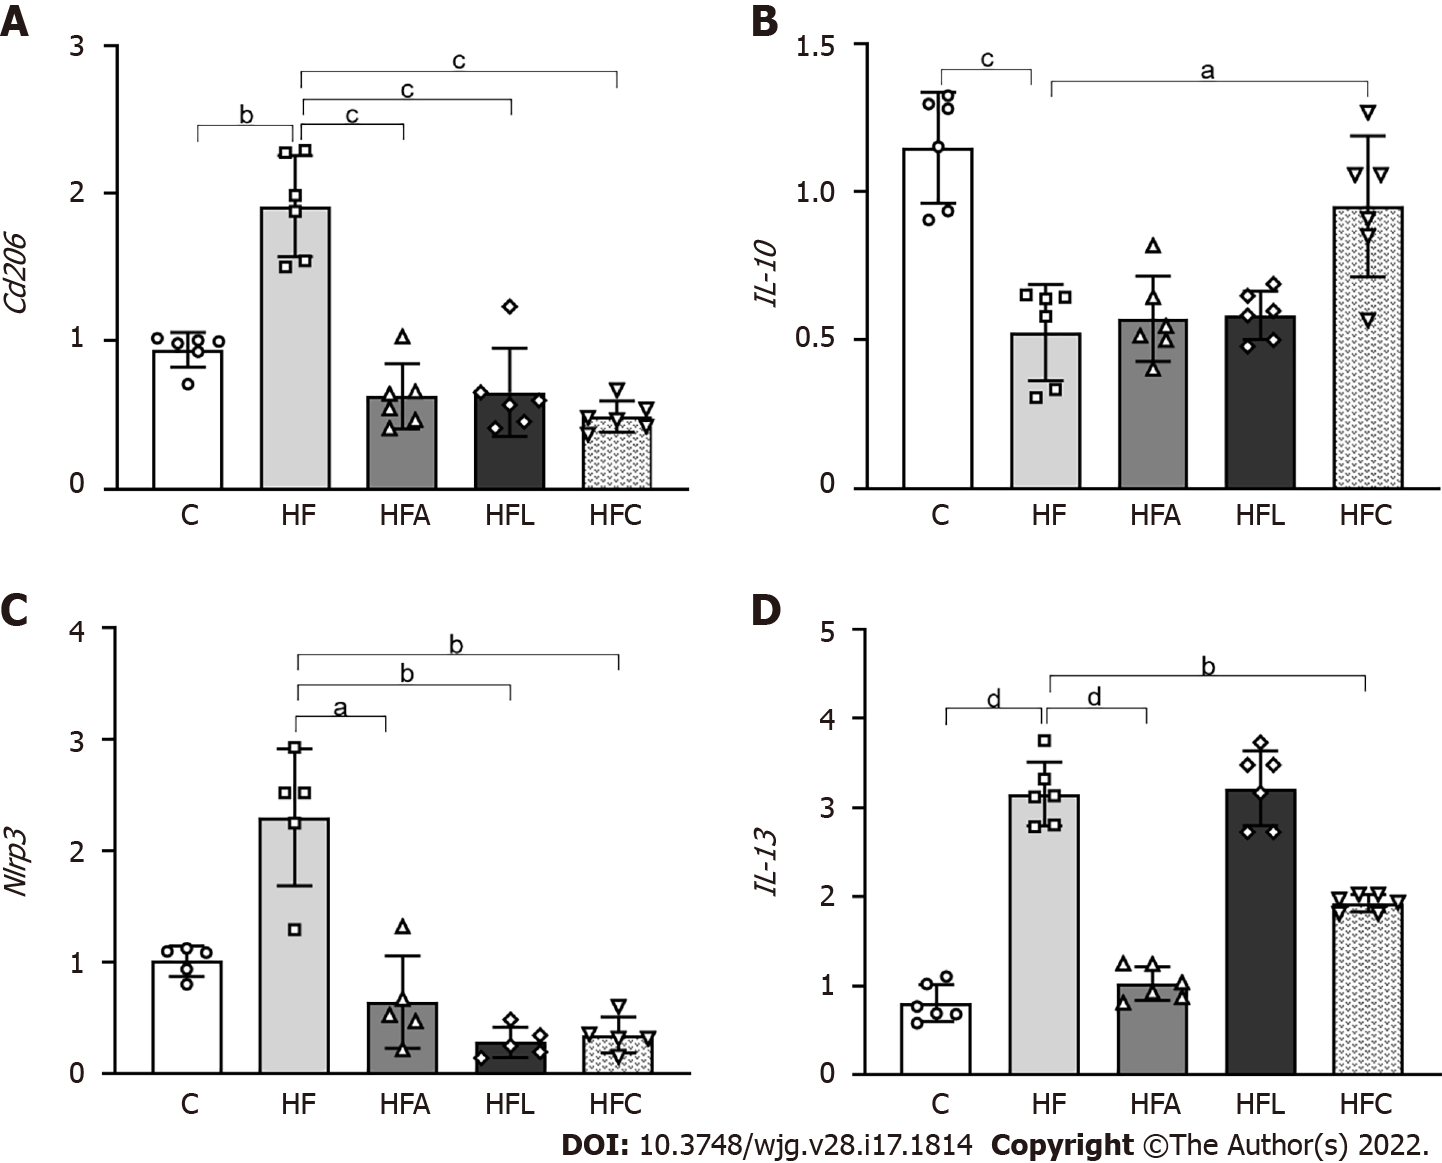 A
3
2
1
0
Cd206
b
c
c
c
C HF HFA HFL HFC
B
1.5
1.0
0.5
0
IL-10
c
a
C HF HFA HFL HFC
C
4
3
2
1
0
Nlrp3
b
b
a
C HF HFA HFL HFC
D
5
4
3
2
1
0
IL-13
b
d
d
C HF HFA HFL HFC
DOI: 10.3748/wjg.v28.i17.1814 Copyright ©The Author(s) 2022.